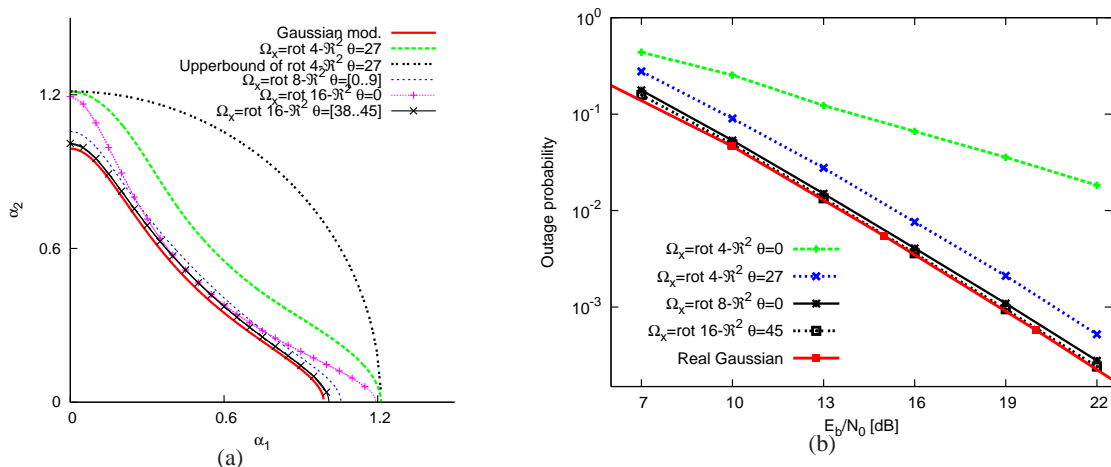 Gaussian mod.
Ωx=rot 4-ℜ² θ=27
Upperbound of rot 4-ℜ² θ=27
Ωx=rot 8-ℜ² θ=[0..9]
Ωx=rot 16-ℜ² θ=0
Ωx=rot 16-ℜ² θ=[38..45]
1.2
0.6
0
α2
0
0.6
1.2
α1
(a)
10⁰
10⁻¹
10⁻²
10⁻³
Outage probability
Ωx=rot 4-ℜ² θ=0
Ωx=rot 4-ℜ² θ=27
Ωx=rot 8-ℜ² θ=0
Ωx=rot 16-ℜ² θ=45
Real Gaussian
7
10
13
16
19
22
Eb/N0 [dB]
(b)